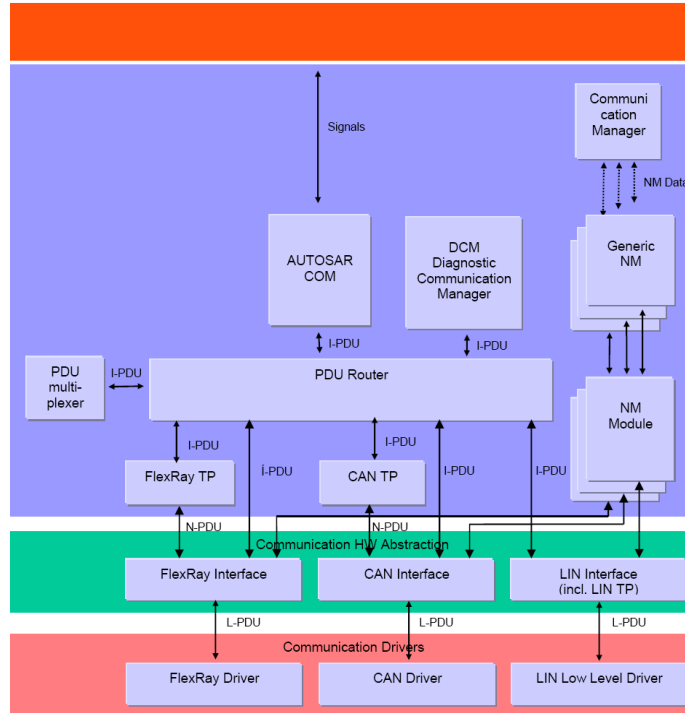 Signals
Communi
cation
Manager
NM Data
AUTOSAR
COM
DCM
Diagnostic
Communication
Manager
Generic
NM
I-PDU
I-PDU
PDU
multi-
plexer
I-PDU
PDU Router
NM
Module
I-PDU
İ-PDU
I-PDU
I-PDU
I-PDU
FlexRay TP
CAN TP
N-PDU
N-PDU
Communication HW Abstraction
FlexRay Interface
CAN Interface
LIN Interface
(incl. LIN TP)
L-PDU
L-PDU
L-PDU
Communication Drivers
FlexRay Driver
CAN Driver
LIN Low Level Driver